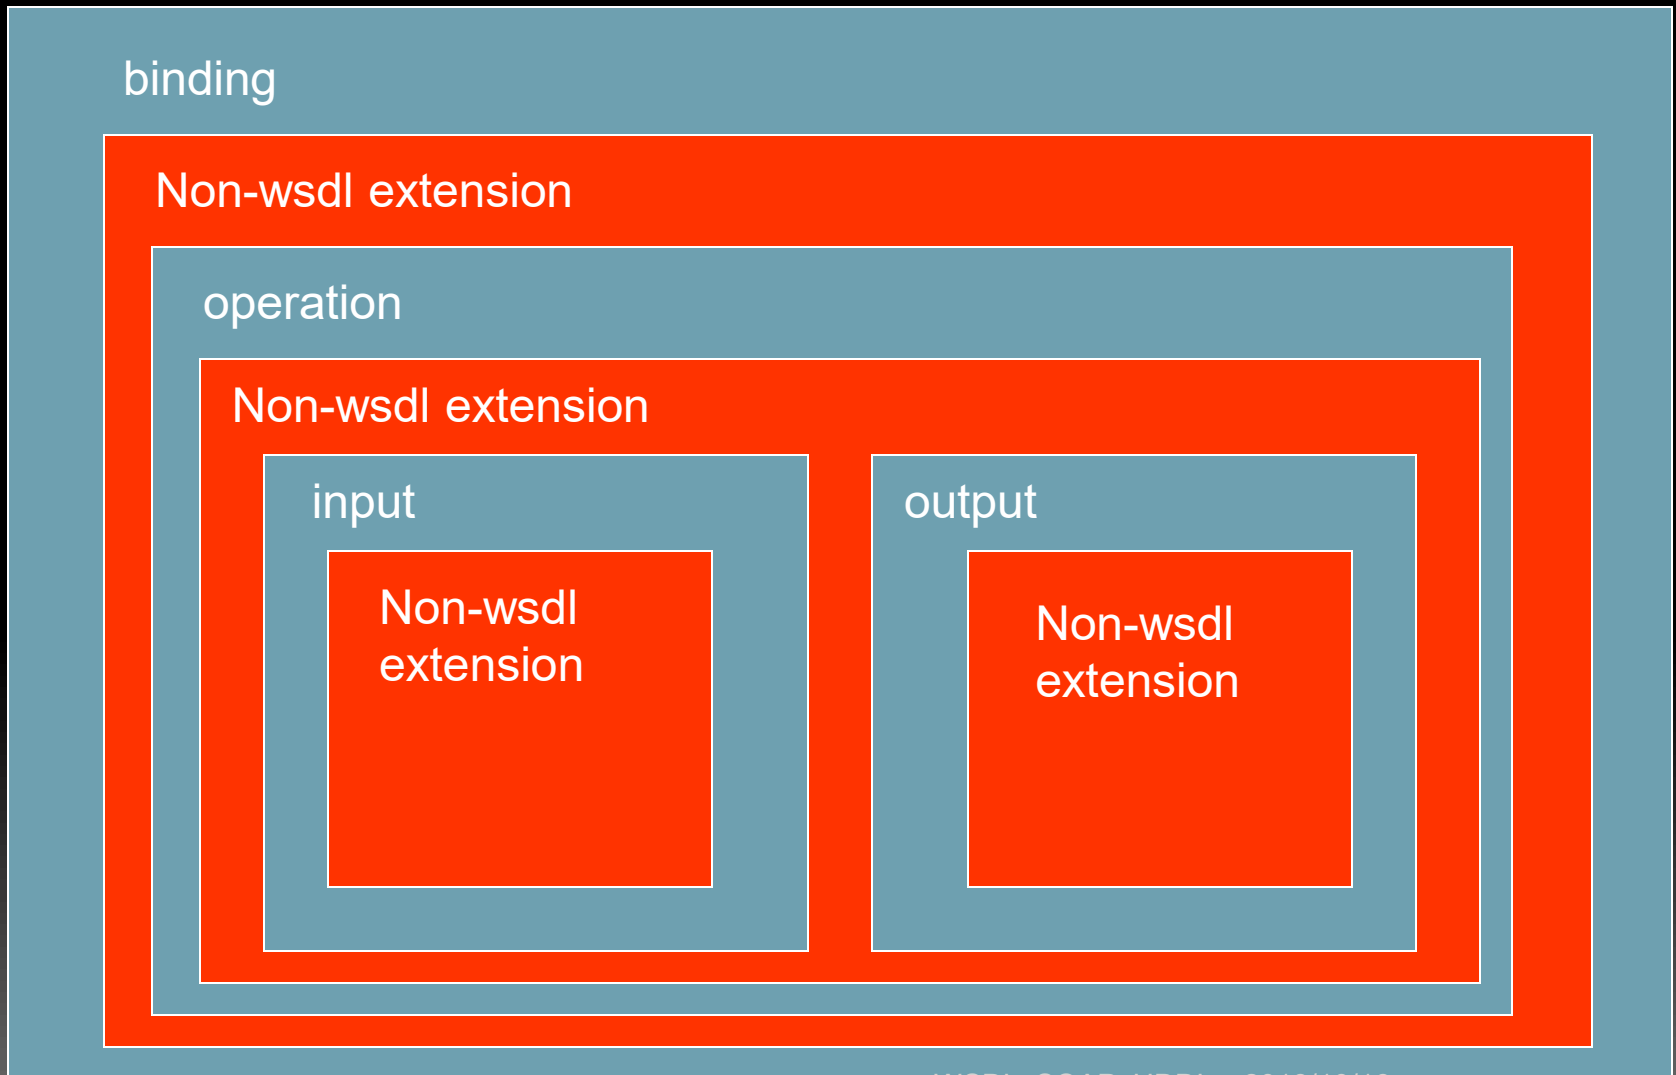 binding
Non-wsdl extension
operation
Non-wsdl extension
input
output
Non-wsdl
extension
Non-wsdl
extension